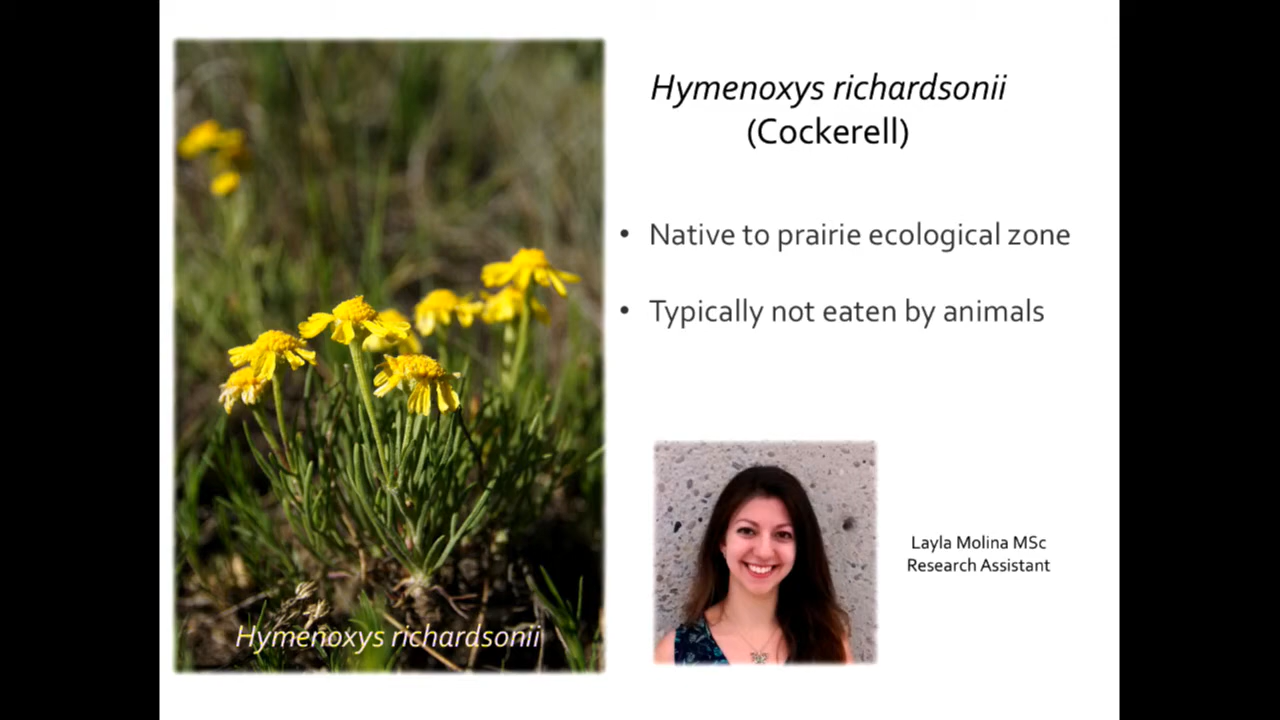 Hymenoxys richardsonii
(Cockerell)
• Native to prairie ecological zone
• Typically not eaten by animals
Layla Molina MSc
Research Assistant
Hymenoxys richardsonii